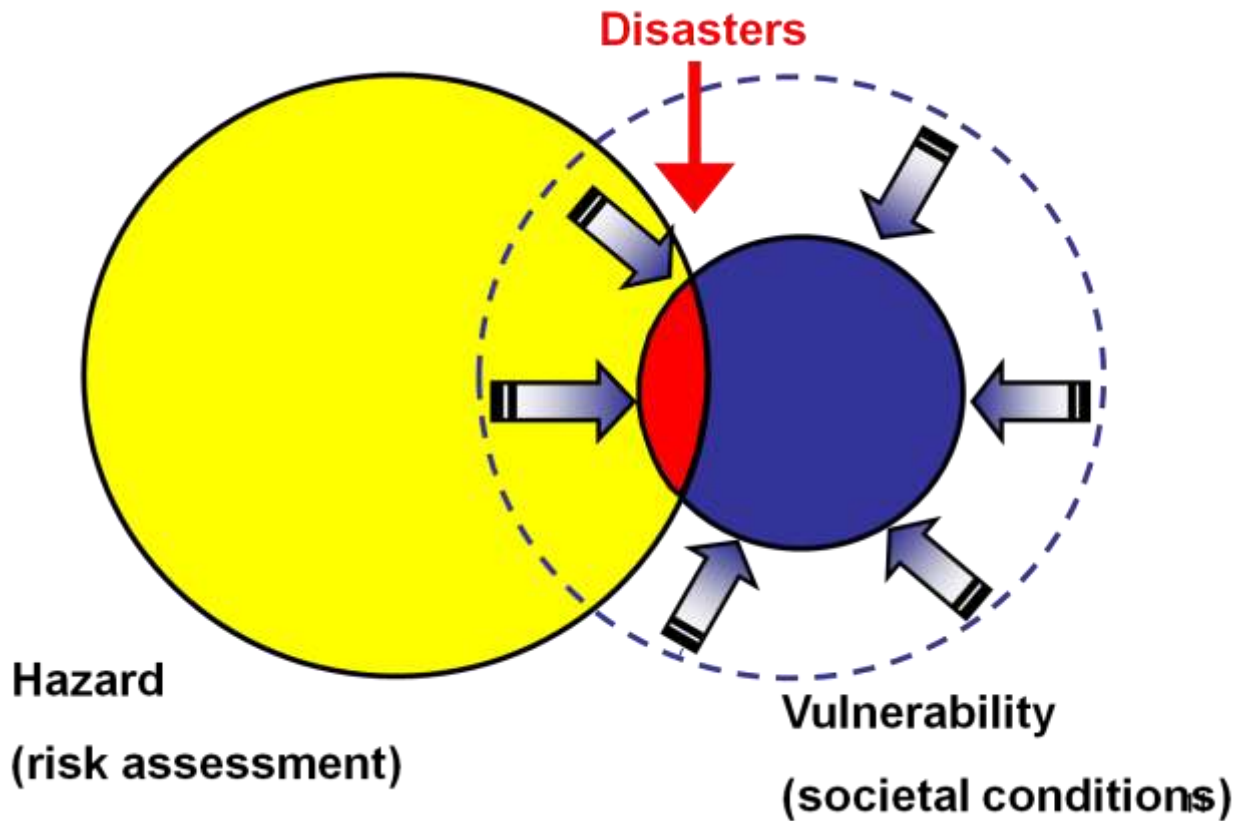 Disasters
Hazard
(risk assessment)
Vulnerability
(societal conditions)